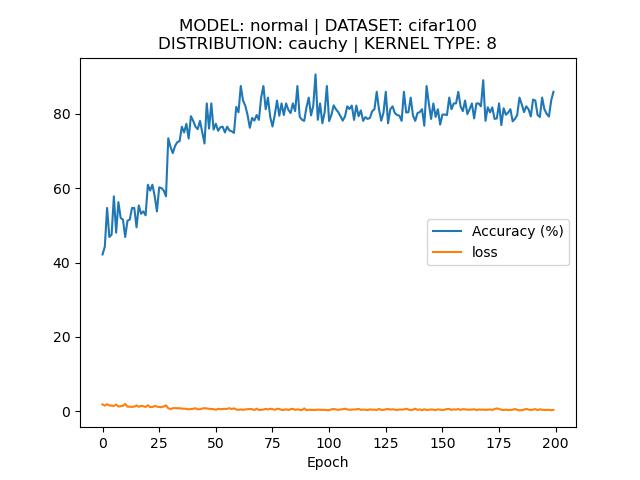 MODEL: normal | DATASET: cifar100
DISTRIBUTION: cauchy | KERNEL TYPE: 8
80
60
40
20
0
Accuracy (%)
loss
0 25 50 75 100 125 150 175 200
Epoch